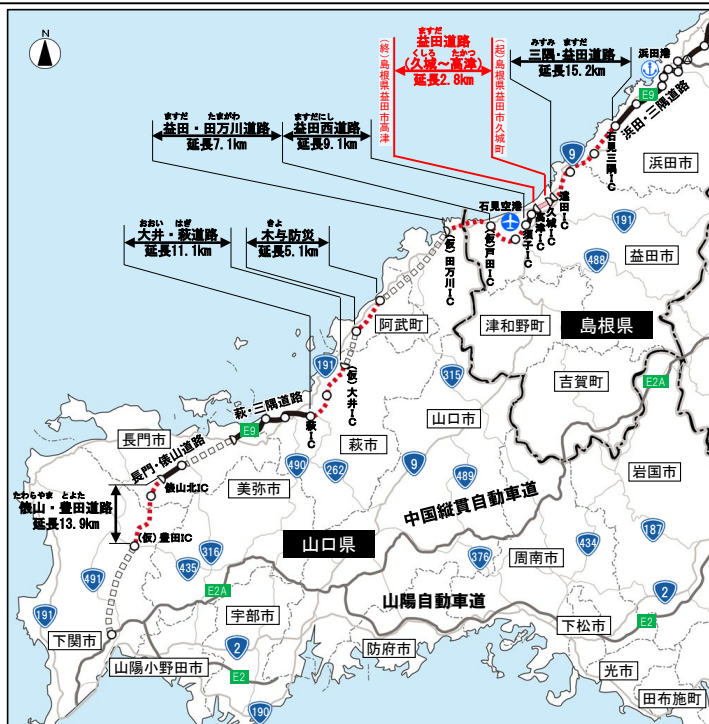 N
ますだ
益田道路
くしろ たかつ
(久城～高津)
延長2.8km
(終)島根県益田市高津
(起)島根県益田市久城町
みすみ ますだ
三隅・益田道路
延長15.2km
浜田港
E9
浜田・三隅道路
石見三隅IC
ますだ たまがわ
益田・田万川道路
延長7.1km
ますだにし
益田西道路
延長9.1km
9
浜田市
石見空港
遠田IC
久城IC
高津IC
須子IC
(仮)戸田IC
(仮)田万川IC
191
488
益田市
おおい はぎ
大井・萩道路
延長11.1km
きよ
木与防災
延長5.1km
阿武町
津和野町
島根県
吉賀町
E2A
191
(仮)大井IC
315
萩・三隅道路
E9
萩IC
萩市
山口市
長門市
長門・俵山道路
俵山北IC
490
262
9
489
岩国市
美弥市
たわらやま とよた
俵山・豊田道路
延長13.9km
(仮)豊田IC
中国縦貫自動車道
187
434
316
435
山口県
376
周南市
491
E2A
2
191
宇部市
山陽自動車道
E2
下関市
2
防府市
下松市
山陽小野田市
E2
光市
190
田布施町